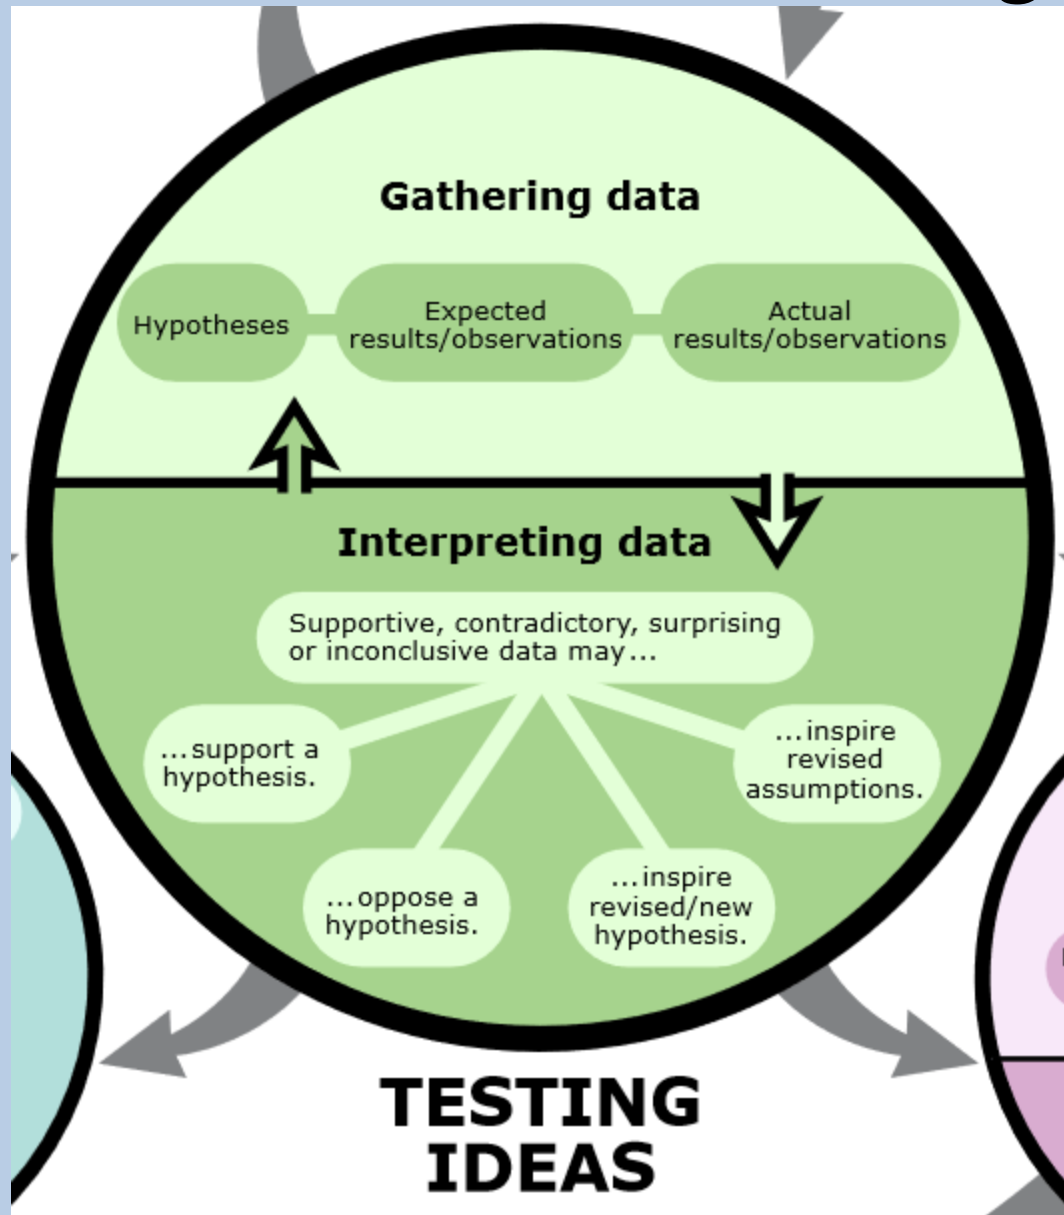 Gathering data
Hypotheses
Expected
results/observations
Actual
results/observations
Interpreting data
Supportive, contradictory, surprising
or inconclusive data may...
...support a
hypothesis.
...oppose a
hypothesis.
...inspire
revised/new
hypothesis.
...inspire
revised
assumptions.
TESTING
IDEAS